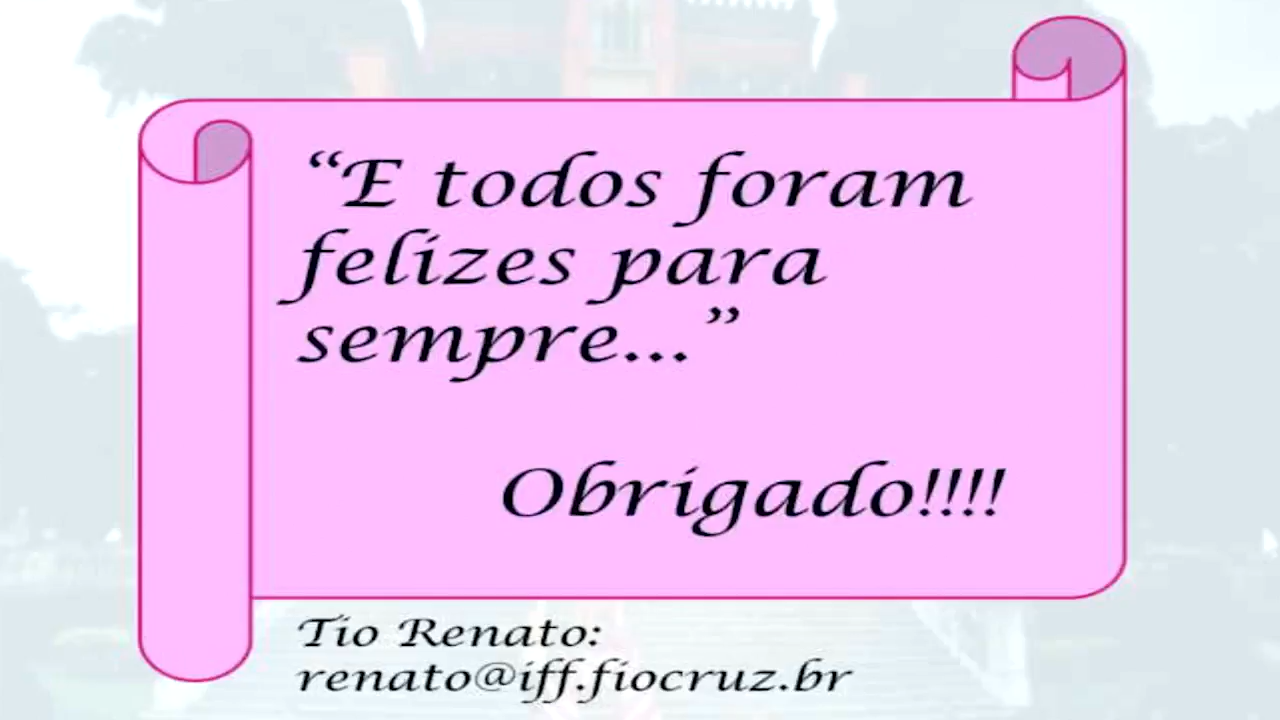 “E todos foram
felizes para
sempre...”
Obrigado!!!!
Tio Renato:
renato@iff.fiocruz.br